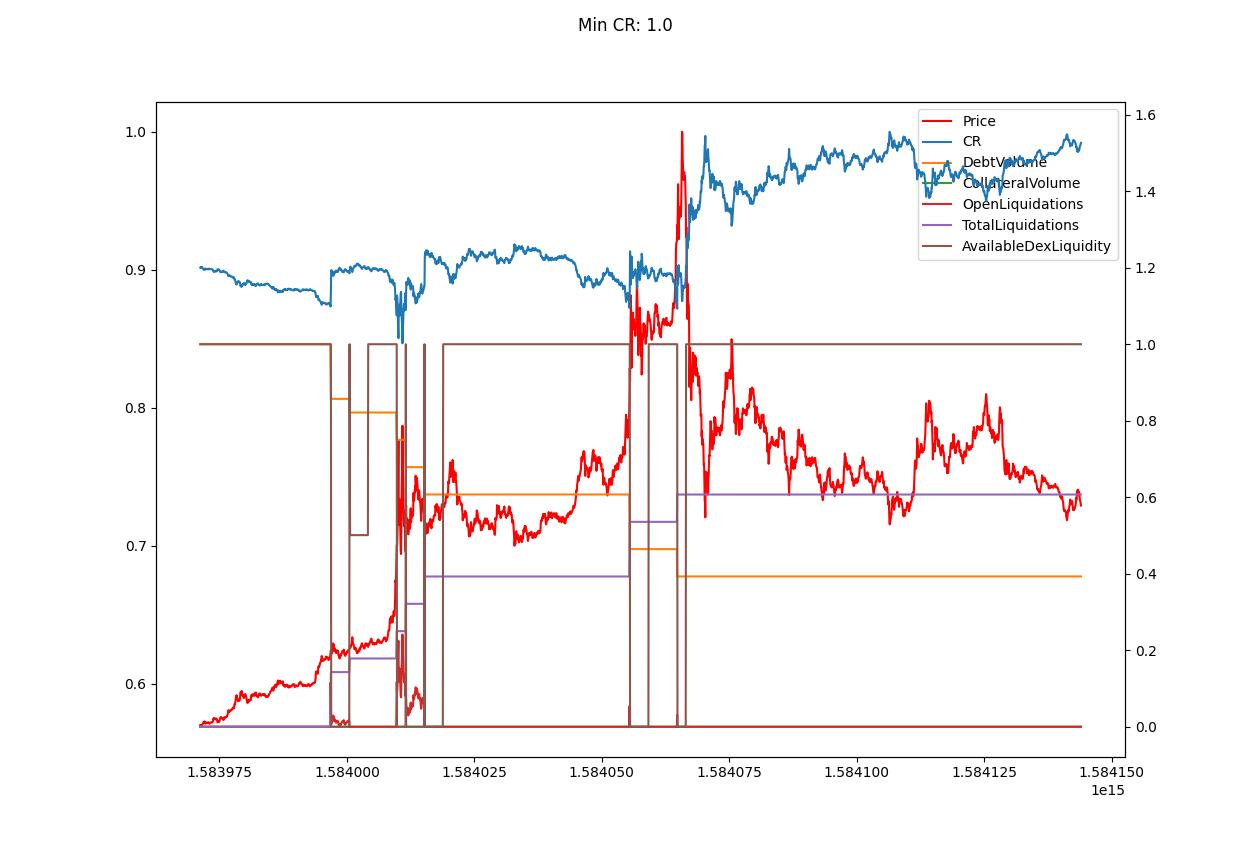 Min CR: 1.0
1.0
0.9
0.8
0.7
0.6
1.6
1.4
1.2
1.0
0.8
0.6
0.4
0.2
0.0
Price
CR
DebtVolume
CollateralVolume
OpenLiquidations
TotalLiquidations
AvailableDexLiquidity
1.583975 1.584000 1.584025 1.584050 1.584075 1.584100 1.584125 1.584150
1e15